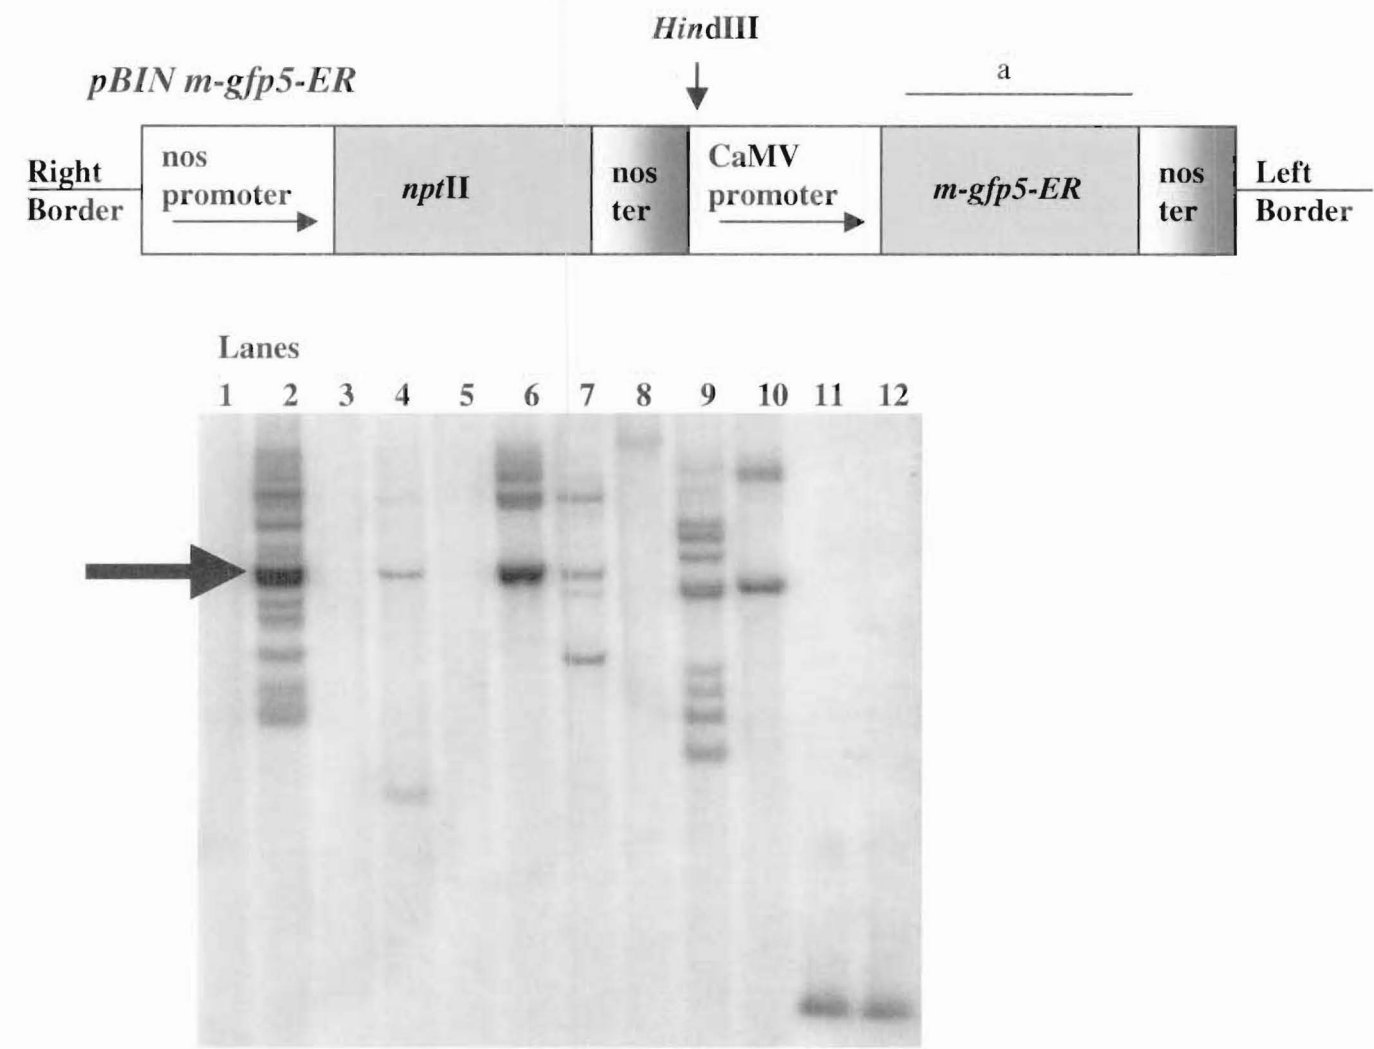 HindIII
pBIN m-gfp5-ER
a
Right
Border
nos
promoter
nptII
nos
ter
CaMV
promoter
m-gfp5-ER
nos
ter
Left
Border
Lanes
1 2 3 4 5 6 7 8 9 10 11 12